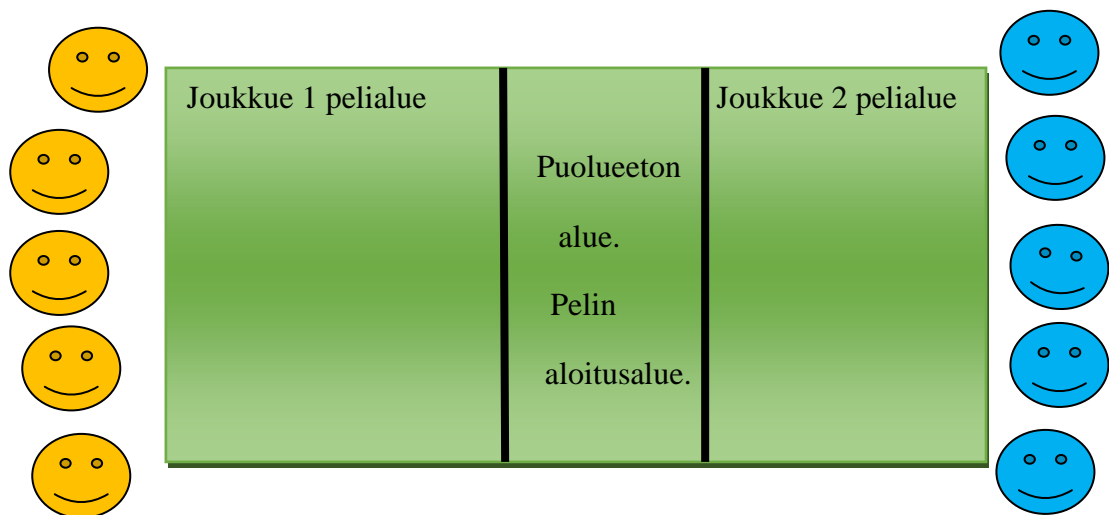 Joukkue 1 pelialue
Puolueeton
alue.
Pelin
aloitusalue.
Joukkue 2 pelialue